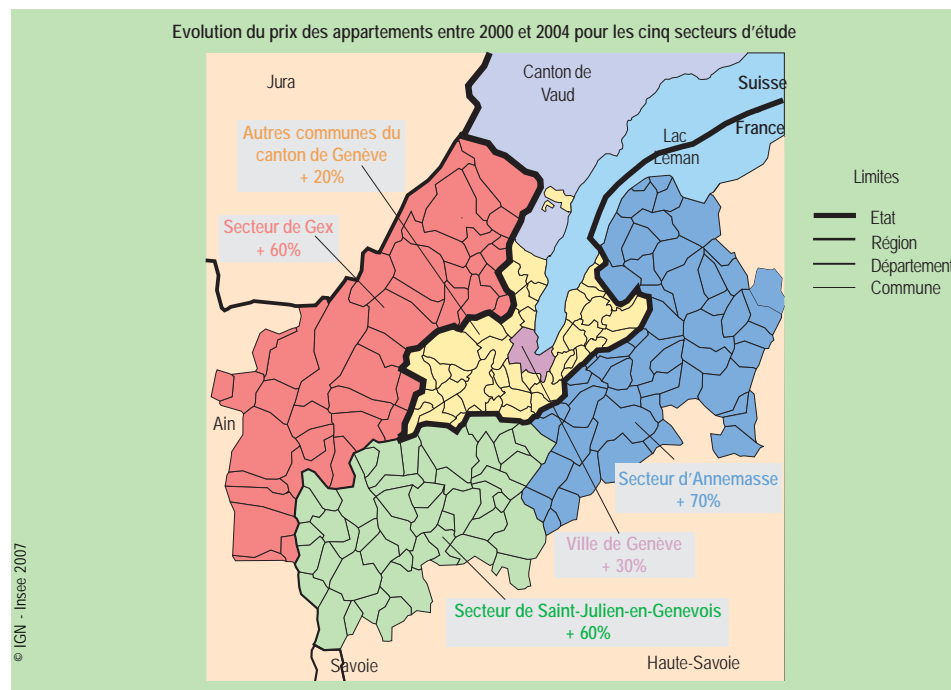 Evolution du prix des appartements entre 2000 et 2004 pour les cinq secteurs d'étude
Jura
Canton de
Vaud
Suisse
France
Lac
Léman
Autres communes du
canton de Genève
+ 20%
Secteur de Gex
+ 60%
Limites
Etat
Région
Département
Commune
Ain
Secteur d'Annemasse
+ 70%
Ville de Genève
+ 30%
Secteur de Saint-Julien-en-Genevois
+ 60%
Savoie
Haute-Savoie
© IGN - Insee 2007